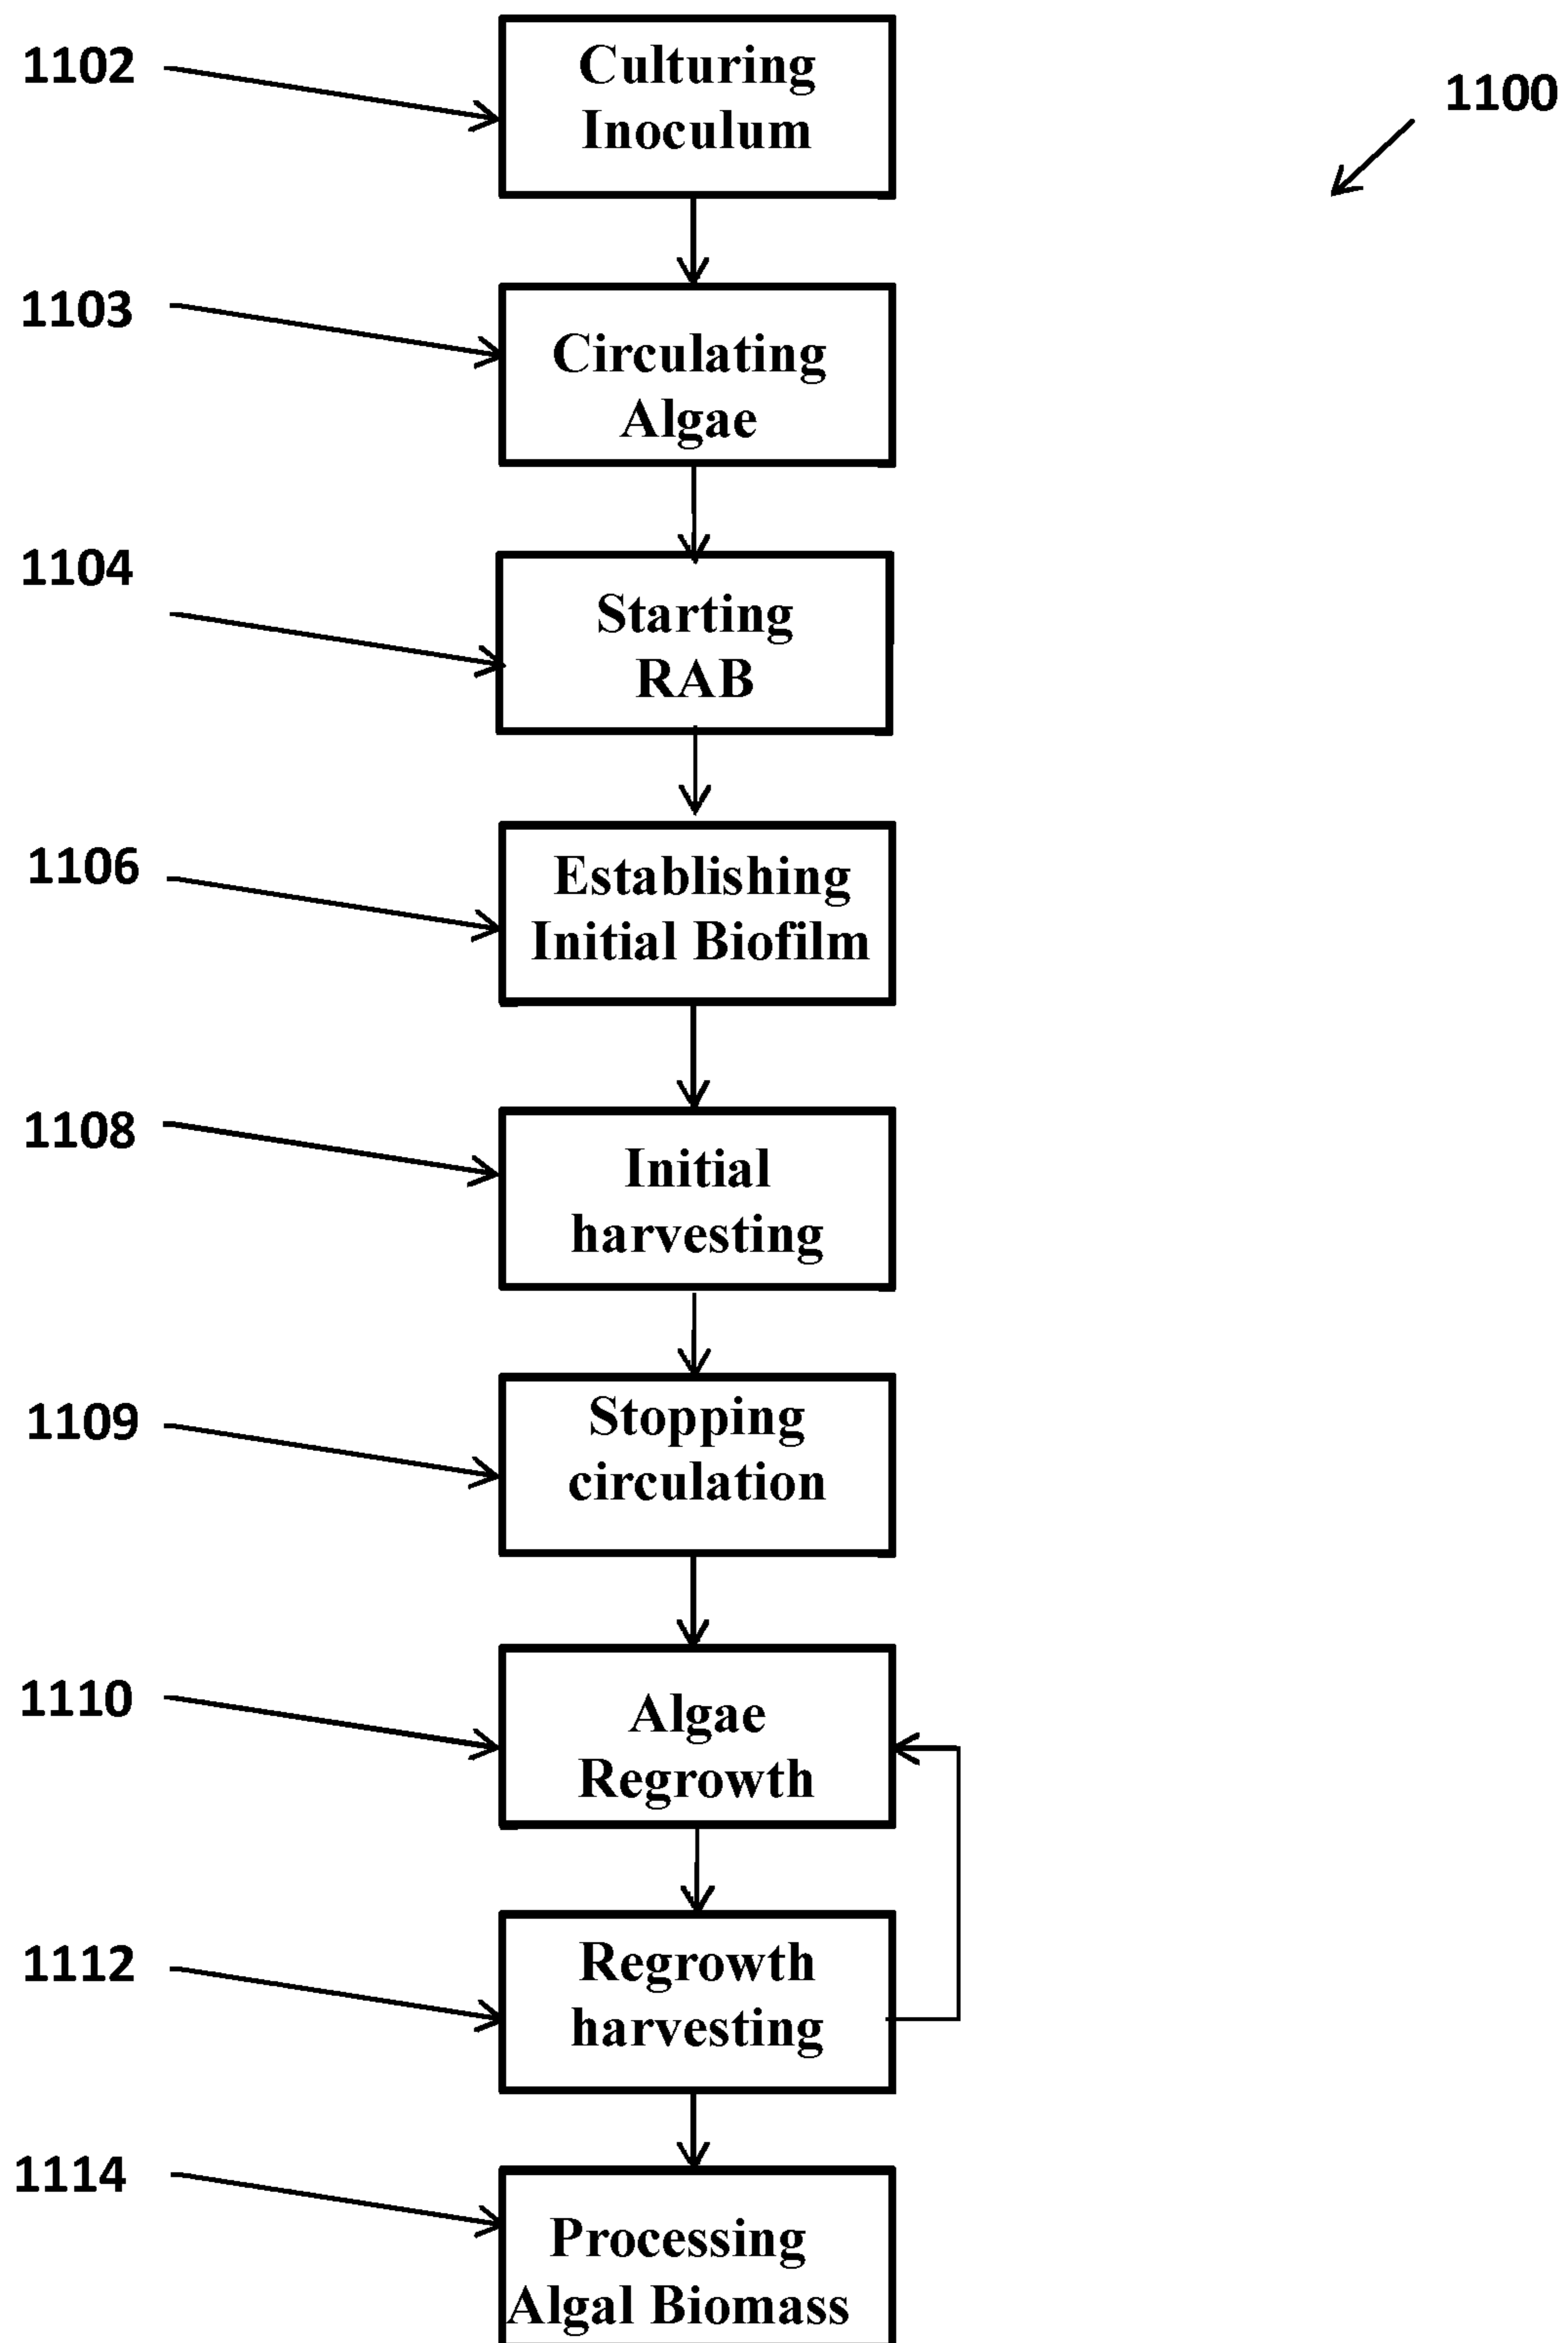 1102
Culturing
Inoculum
1100
1103
Circulating
Algae
1104
Starting
RAB
1106
Establishing
Initial Biofilm
1108
Initial
harvesting
1109
Stopping
circulation
1110
Algae
Regrowth
1112
Regrowth
harvesting
1114
Processing
Algal Biomass